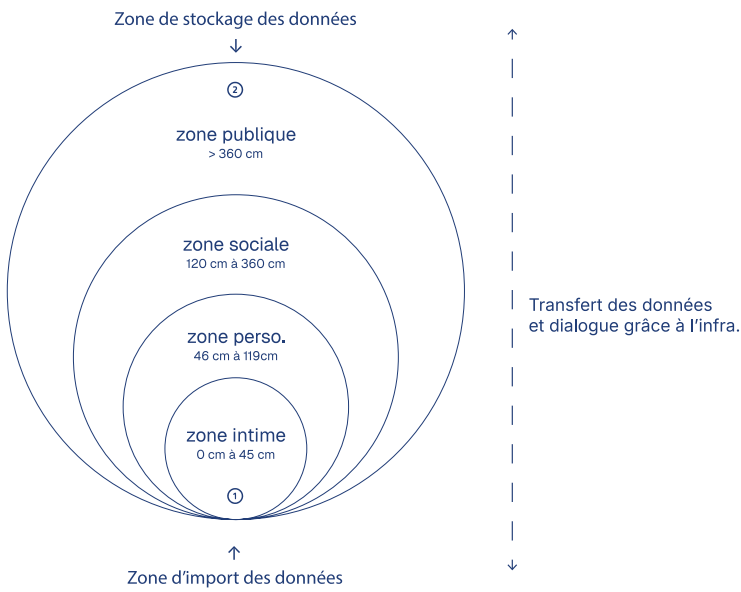 Zone de stockage des données
2
zone publique
> 360 cm
zone sociale
120 cm à 360 cm
zone perso.
46 cm à 119cm
zone intime
0 cm à 45 cm
1
Zone d'import des données
Transfert des données
et dialogue grâce à l'infra.